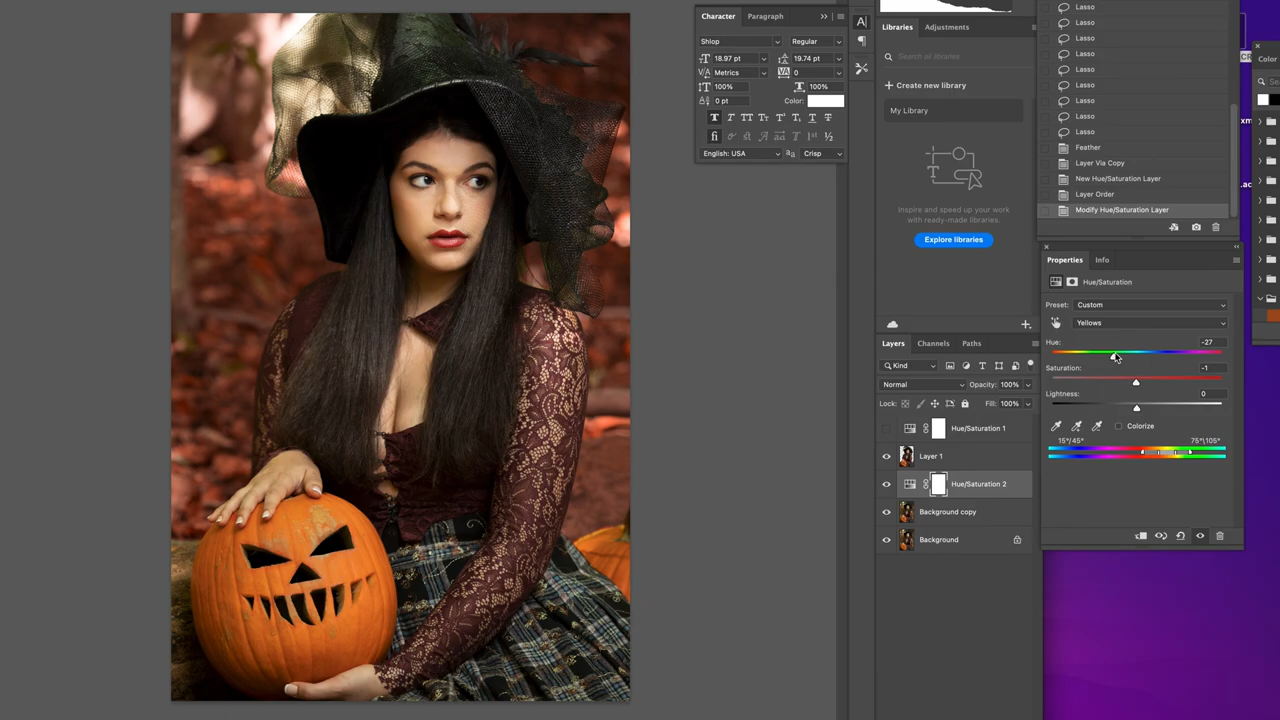 Character Paragraph
Shlop Regular
18.97 pt 19.74 pt
Metrics 0
100% 100%
0 pt Color:
English: USA Crisp
Libraries Adjustments
Search all libraries
+ Create new library
My Library
Inspire and speed up your work
with ready-made libraries.
Explore libraries
Layers Channels Paths
Kind
Normal Opacity: 100%
Lock: Fill: 100%
Hue/Saturation 1
Layer 1
Hue/Saturation 2
Background copy
Background
Lasso
Lasso
Lasso
Lasso
Lasso
Lasso
Lasso
Lasso
Lasso
Feather
Layer Via Copy
New Hue/Saturation Layer
Layer Order
Modify Hue/Saturation Layer
Properties Info
Hue/Saturation
Preset: Custom
Yellows
Hue: -27
Saturation: -1
Lightness: 0
Colorize
15°/45° 75°\105°
Color